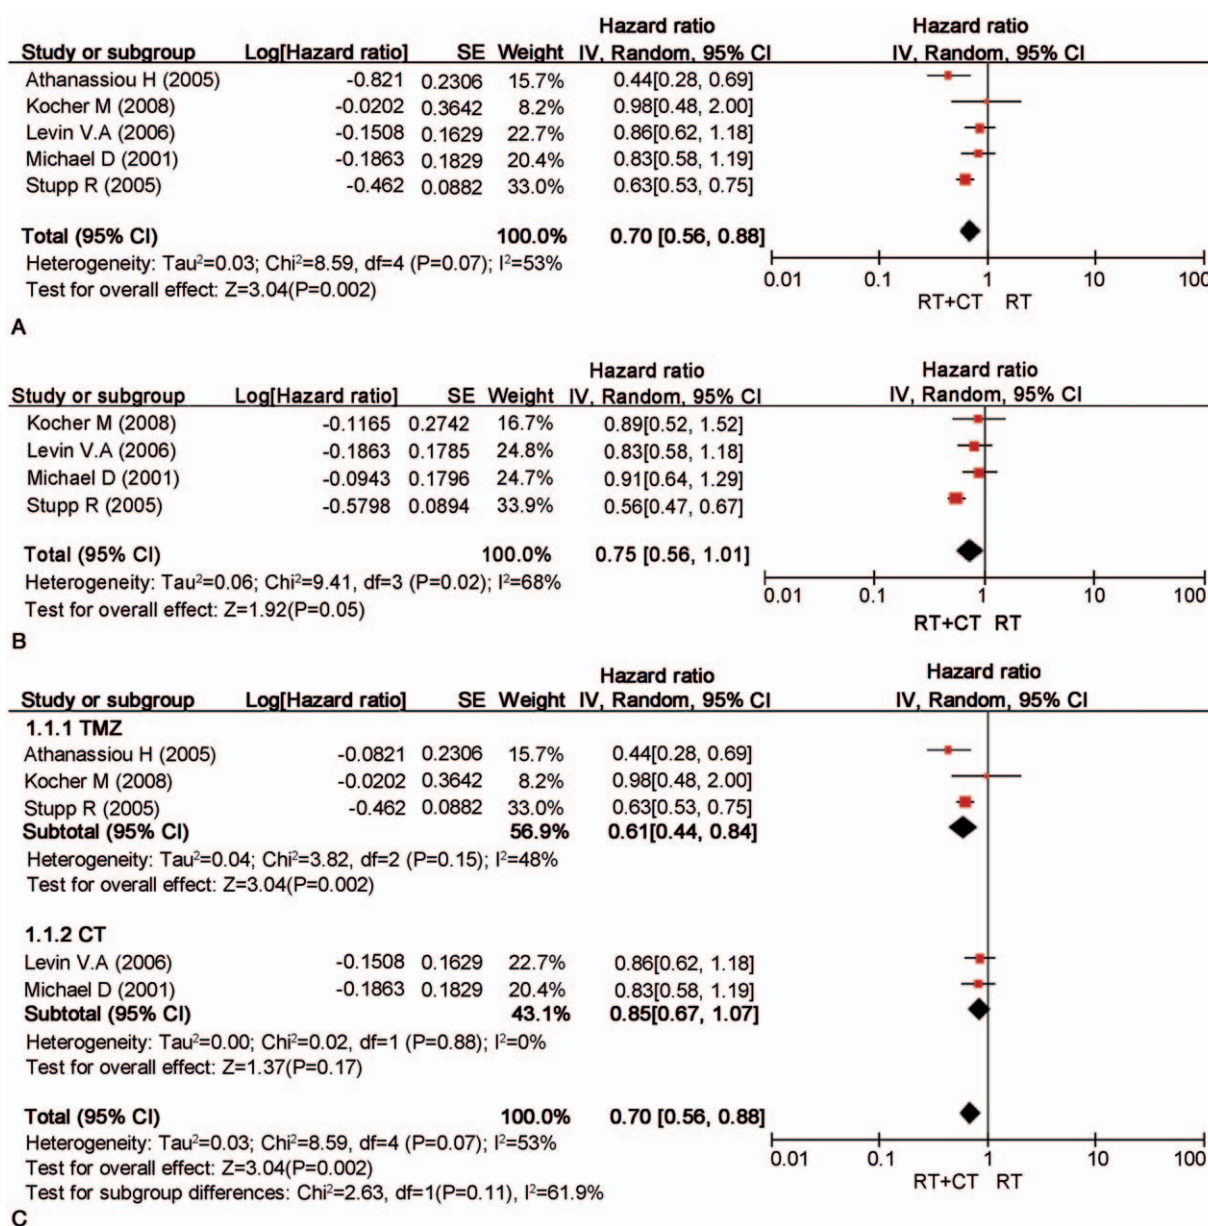 Hazard ratio Hazard ratio
Study or subgroup Log[Hazard ratio] SE Weight IV, Random, 95% CI IV, Random, 95% CI
Athanassiou H (2005) -0.821 0.2306 15.7% 0.44[0.28, 0.69]
Kocher M (2008) -0.0202 0.3642 8.2% 0.98[0.48, 2.00]
Levin V.A (2006) -0.1508 0.1629 22.7% 0.86[0.62, 1.18]
Michael D (2001) -0.1863 0.1829 20.4% 0.83[0.58, 1.19]
Stupp R (2005) -0.462 0.0882 33.0% 0.63[0.53, 0.75]
Total (95% CI) 100.0% 0.70 [0.56, 0.88]
Heterogeneity: Tau²=0.03; Chi²=8.59, df=4 (P=0.07); I²=53%
Test for overall effect: Z=3.04(P=0.002)
0.01 0.1 1 10 100
RT+CT RT
A
Hazard ratio Hazard ratio
Study or subgroup Log[Hazard ratio] SE Weight IV, Random, 95% CI IV, Random, 95% CI
Kocher M (2008) -0.1165 0.2742 16.7% 0.89[0.52, 1.52]
Levin V.A (2006) -0.1863 0.1785 24.8% 0.83[0.58, 1.18]
Michael D (2001) -0.0943 0.1796 24.7% 0.91[0.64, 1.29]
Stupp R (2005) -0.5798 0.0894 33.9% 0.56[0.47, 0.67]
Total (95% CI) 100.0% 0.75 [0.56, 1.01]
Heterogeneity: Tau²=0.06; Chi²=9.41, df=3 (P=0.02); I²=68%
Test for overall effect: Z=1.92(P=0.05)
0.01 0.1 1 10 100
RT+CT RT
B
Hazard ratio Hazard ratio
Study or subgroup Log[Hazard ratio] SE Weight IV, Random, 95% CI IV, Random, 95% CI
1.1.1 TMZ
Athanassiou H (2005) -0.0821 0.2306 15.7% 0.44[0.28, 0.69]
Kocher M (2008) -0.0202 0.3642 8.2% 0.98[0.48, 2.00]
Stupp R (2005) -0.462 0.0882 33.0% 0.63[0.53, 0.75]
Subtotal (95% CI) 56.9% 0.61[0.44, 0.84]
Heterogeneity: Tau²=0.04; Chi²=3.82, df=2 (P=0.15); I²=48%
Test for overall effect: Z=3.04(P=0.002)
1.1.2 CT
Levin V.A (2006) -0.1508 0.1629 22.7% 0.86[0.62, 1.18]
Michael D (2001) -0.1863 0.1829 20.4% 0.83[0.58, 1.19]
Subtotal (95% CI) 43.1% 0.85[0.67, 1.07]
Heterogeneity: Tau²=0.00; Chi²=0.02, df=1 (P=0.88); I²=0%
Test for overall effect: Z=1.37(P=0.17)
Total (95% CI) 100.0% 0.70 [0.56, 0.88]
Heterogeneity: Tau²=0.03; Chi²=8.59, df=4 (P=0.07); I²=53%
Test for overall effect: Z=3.04(P=0.002)
Test for subgroup differences: Chi²=2.63, df=1(P=0.11), I²=61.9%
0.01 0.1 1 10 100
RT+CT RT
C